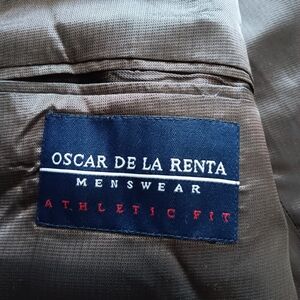 OSCAR DE LA RENTA
MENSWEAR
ATHLETIC FIT